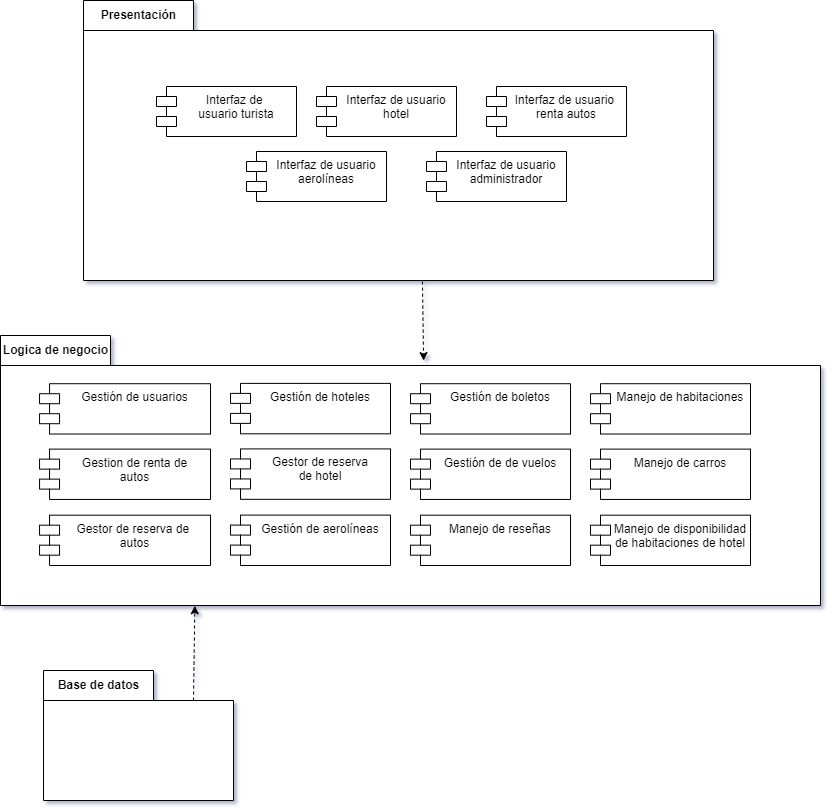 Presentación
Interfaz de
usuario turista
Interfaz de usuario
hotel
Interfaz de usuario
renta autos
Interfaz de usuario
aerolíneas
Interfaz de usuario
administrador
Logica de negocio
Gestión de usuarios
Gestión de hoteles
Gestión de boletos
Manejo de habitaciones
Gestion de renta de
autos
Gestor de reserva
de hotel
Gestión de de vuelos
Manejo de carros
Gestor de reserva de
autos
Gestión de aerolíneas
Manejo de reseñas
Manejo de disponibilidad
de habitaciones de hotel
Base de datos